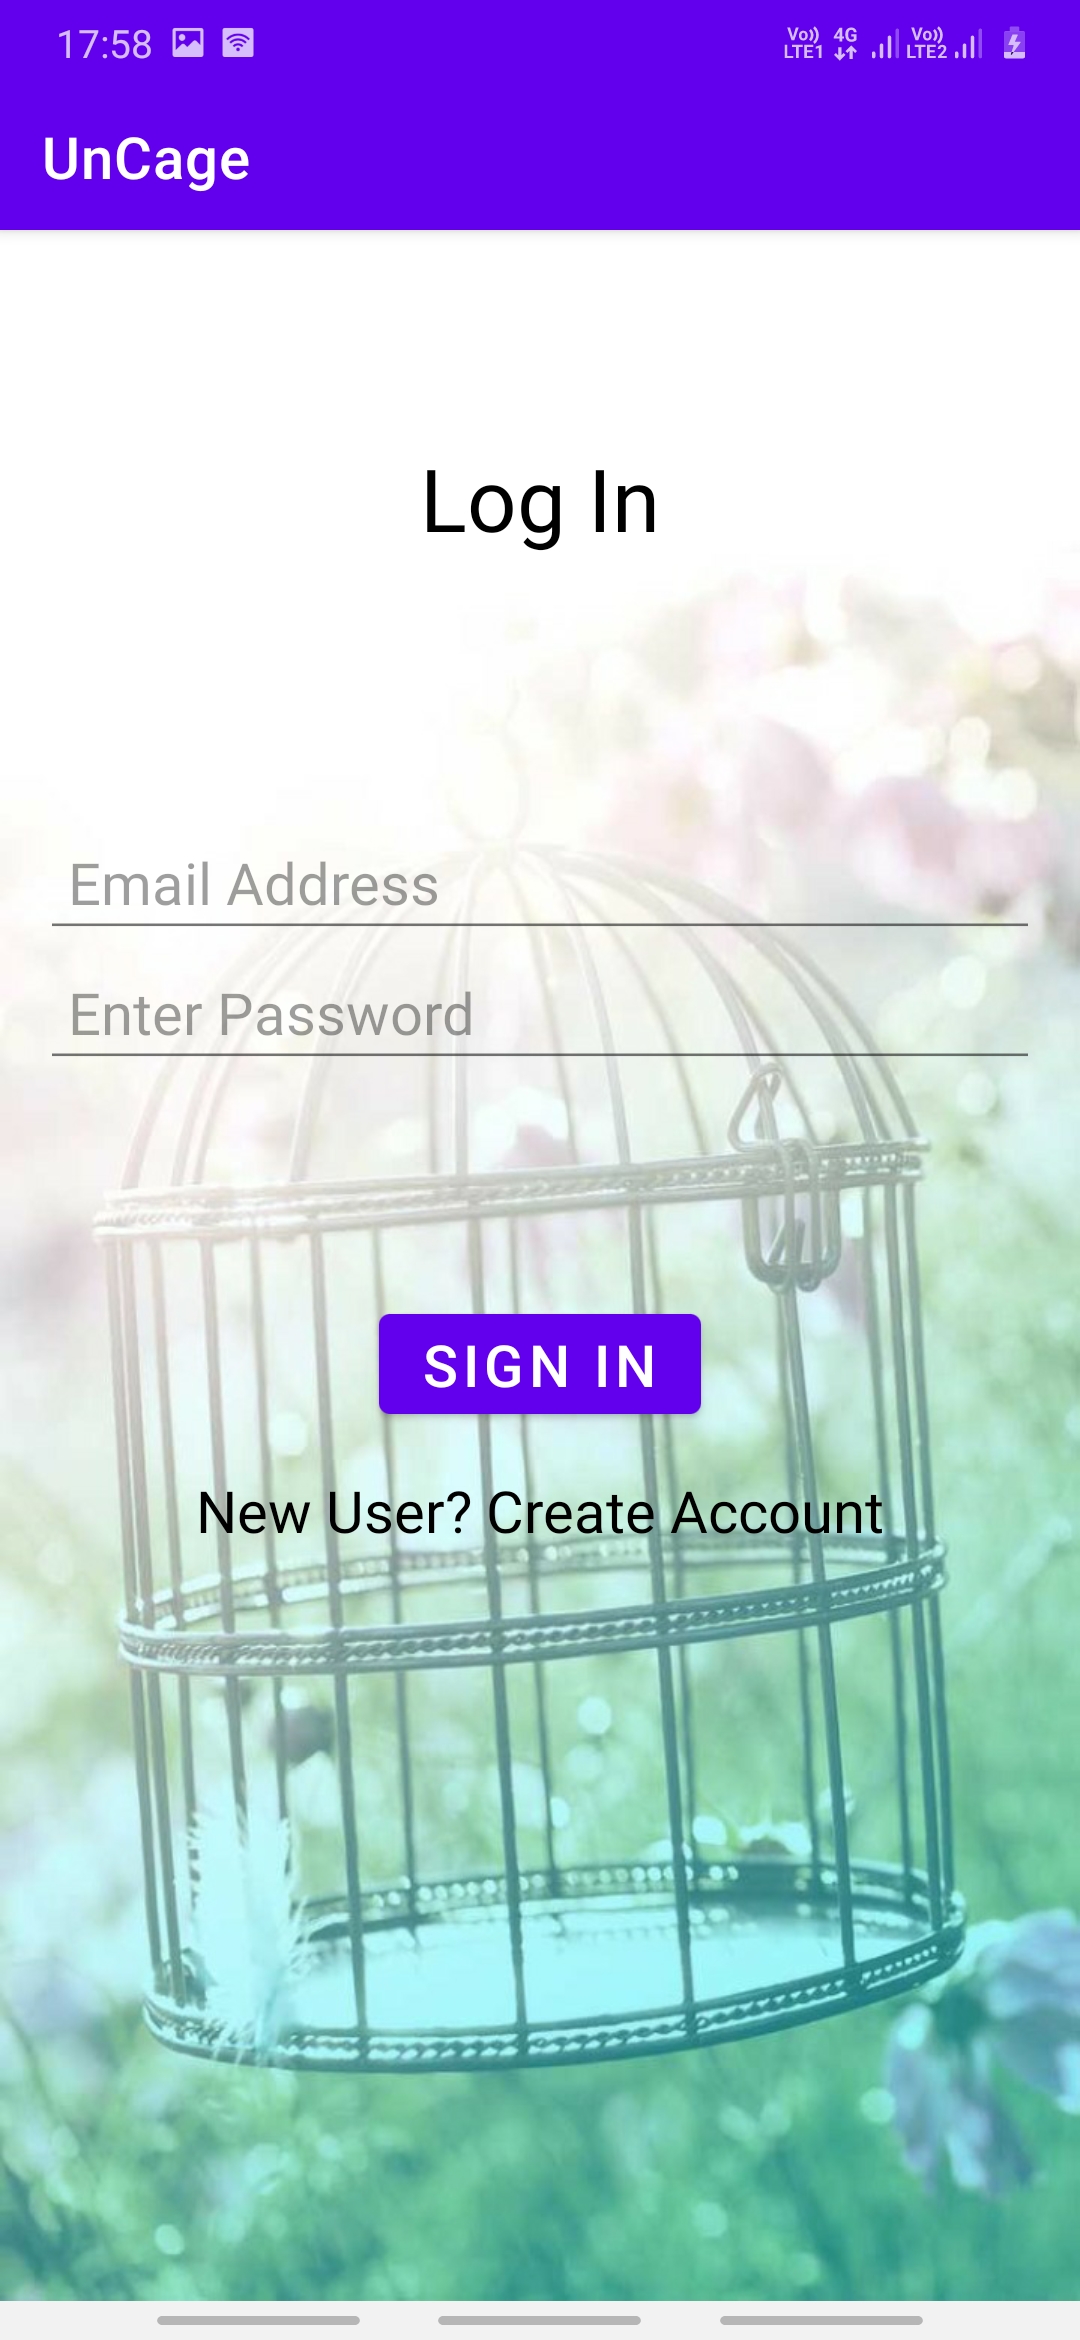 17:58 Vo)) LTE1 4G Vo)) LTE2
UnCage
Log In
Email Address
Enter Password
SIGN IN
New User? Create Account